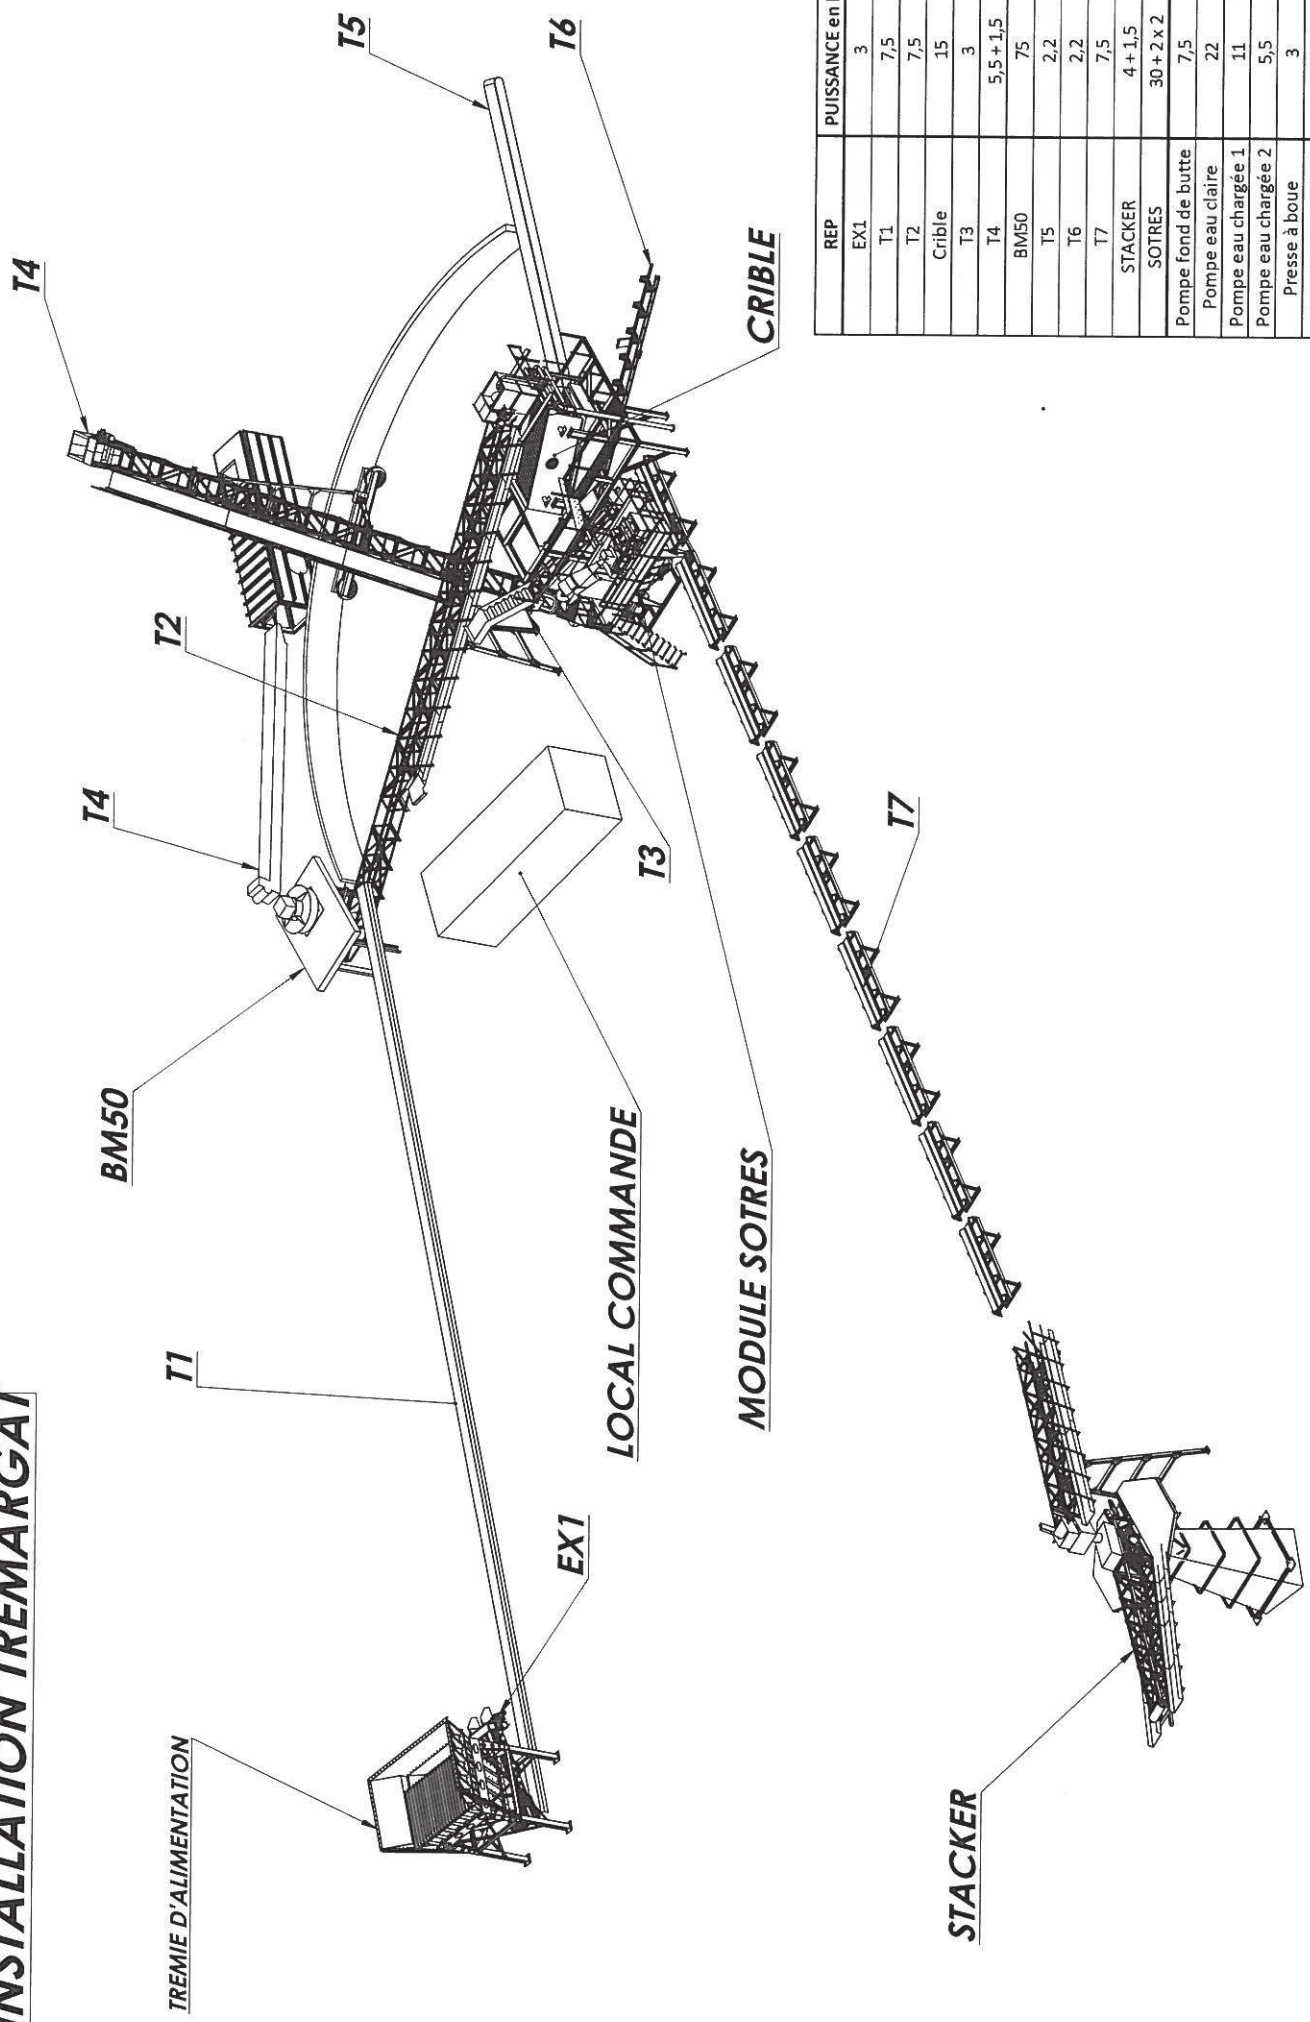 INSTALLATION TREMARGAT
TREMIE D'ALIMENTATION
T1
BM50
T4
T2
T4
T5
T6
EX1
LOCAL COMMANDE
T3
CRIBLE
MODULE SOTRES
T7
STACKER
REP PUISSANCE en
EX1 3
T1 7,5
T2 7,5
Crible 15
T3 3
T4 5,5 + 1,5
BM50 75
T5 2,2
T6 2,2
T7 7,5
STACKER 4 + 1,5
SOTRES 30 + 2 x 2
Pompe fond de butte 7,5
Pompe eau claire 22
Pompe eau chargée 1 11
Pompe eau chargée 2 5,5
Presse à boue 3